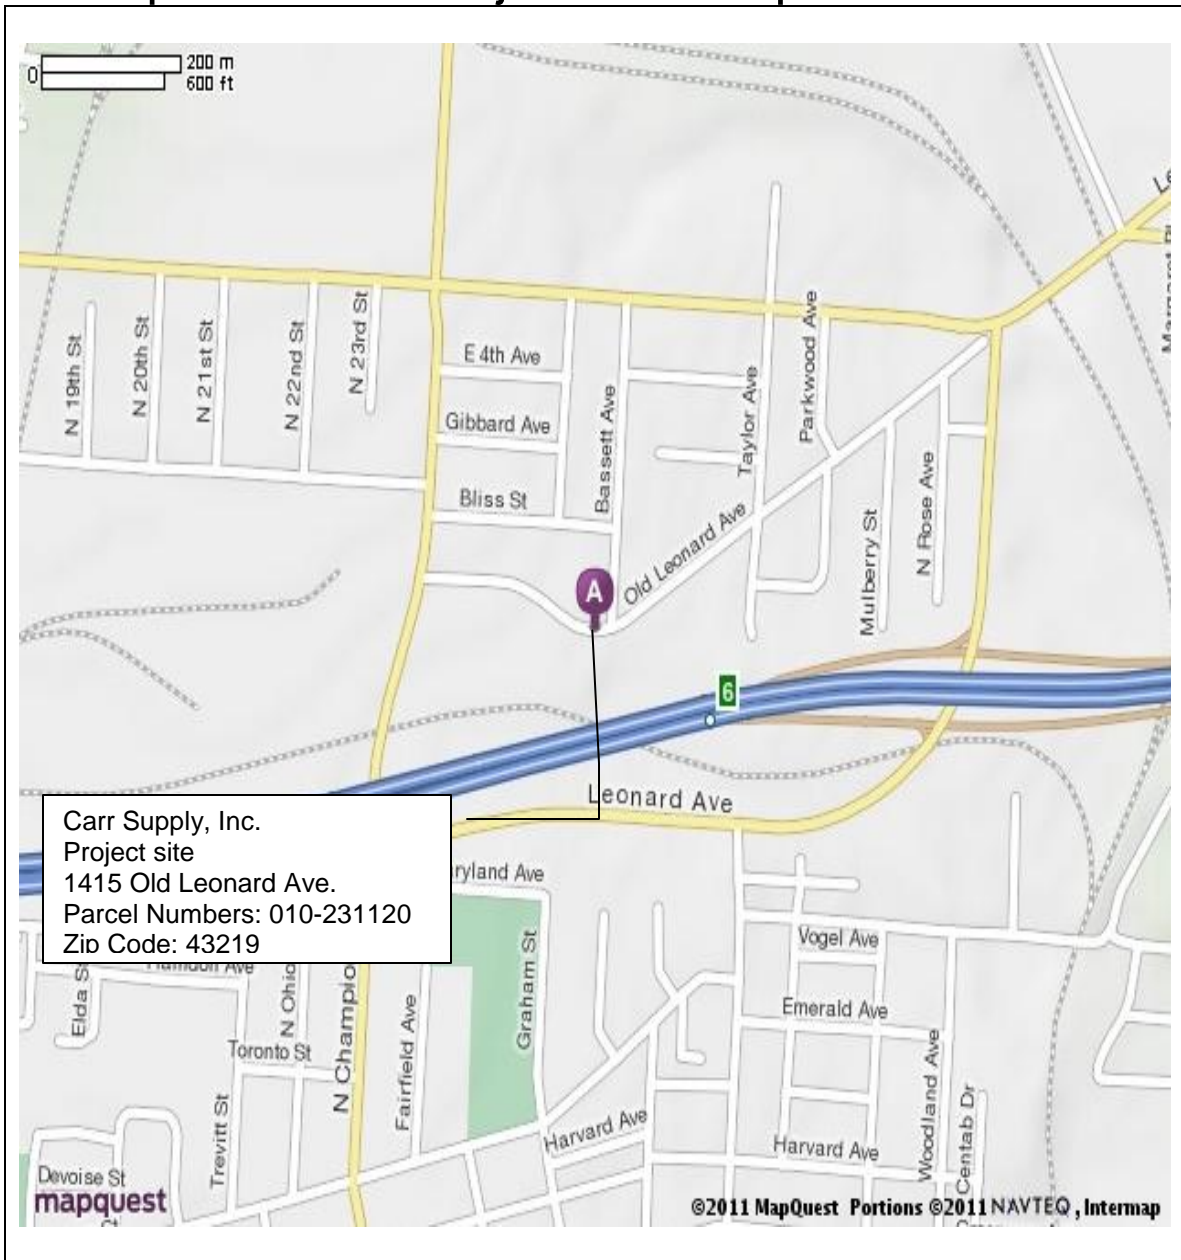 200 m
0
600 ft
N 19th St
N 20th St
N 21st St
N 22nd St
N 23rd St
E 4th Ave
Gibbard Ave
Bliss St
Bassett Ave
Taylor Ave
Parkwood Ave
Old Leonard Ave
Mulberry St
N Rose Ave
A
6
Leonard Ave
Carr Supply, Inc.
Project site
1415 Old Leonard Ave.
Parcel Numbers: 010-231120
Zip Code: 43219
ryland Ave
Elda S
N Ohio
N Champio
Toronto St
Trevitt St
Fairfield Ave
Graham St
Vogel Ave
Emerald Ave
Woodland Ave
Centab Dr
Harvard Ave
Harvard Ave
Devoise St
mapquest
©2011 MapQuest Portions ©2011 NAVTEQ , Intermap